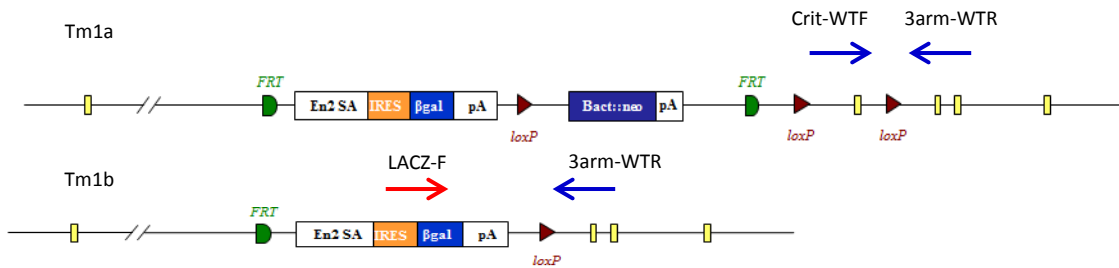 Crit-WTF 3arm-WTR
Tm1a
FRT FRT
En2 SA IRES βgal pA Bact::neo pA
loxP loxP loxP
LACZ-F 3arm-WTR
Tm1b
FRT
En2 SA IRES βgal pA
loxP